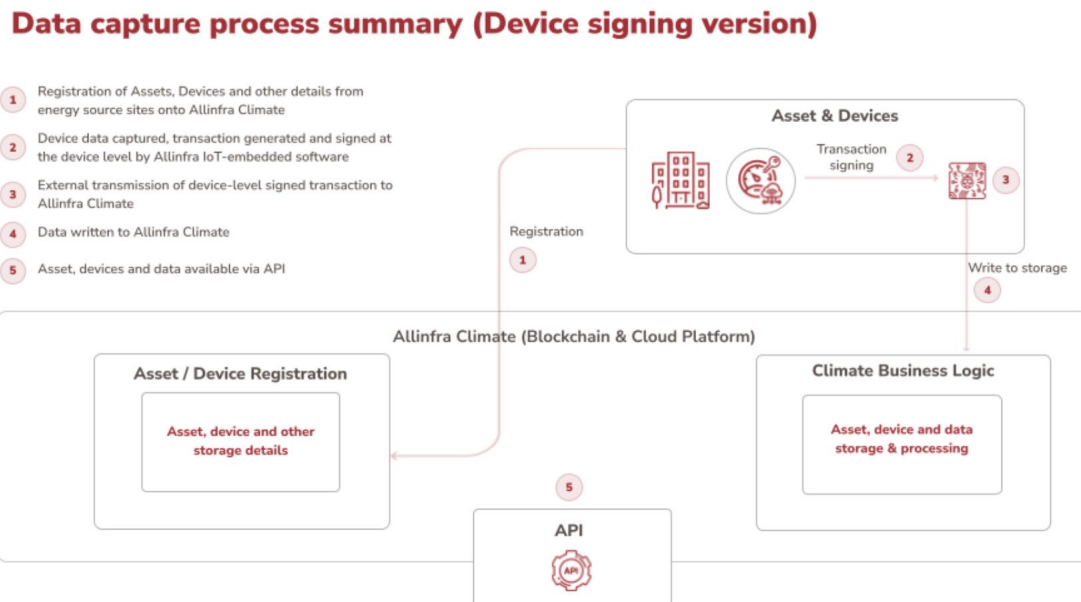 Data capture process summary (Device signing version)
1
Registration of Assets, Devices and other details from
energy source sites onto Allinfra Climate
2
Device data captured, transaction generated and signed at
the device level by Allinfra IoT-embedded software
3
External transmission of device-level signed transaction to
Allinfra Climate
4
Data written to Allinfra Climate
5
Asset, devices and data available via API
Asset & Devices
Transaction
signing
2
3
Registration
1
Write to storage
4
Allinfra Climate (Blockchain & Cloud Platform)
Asset / Device Registration
Asset, device and other
storage details
Climate Business Logic
Asset, device and data
storage & processing
5
API
API